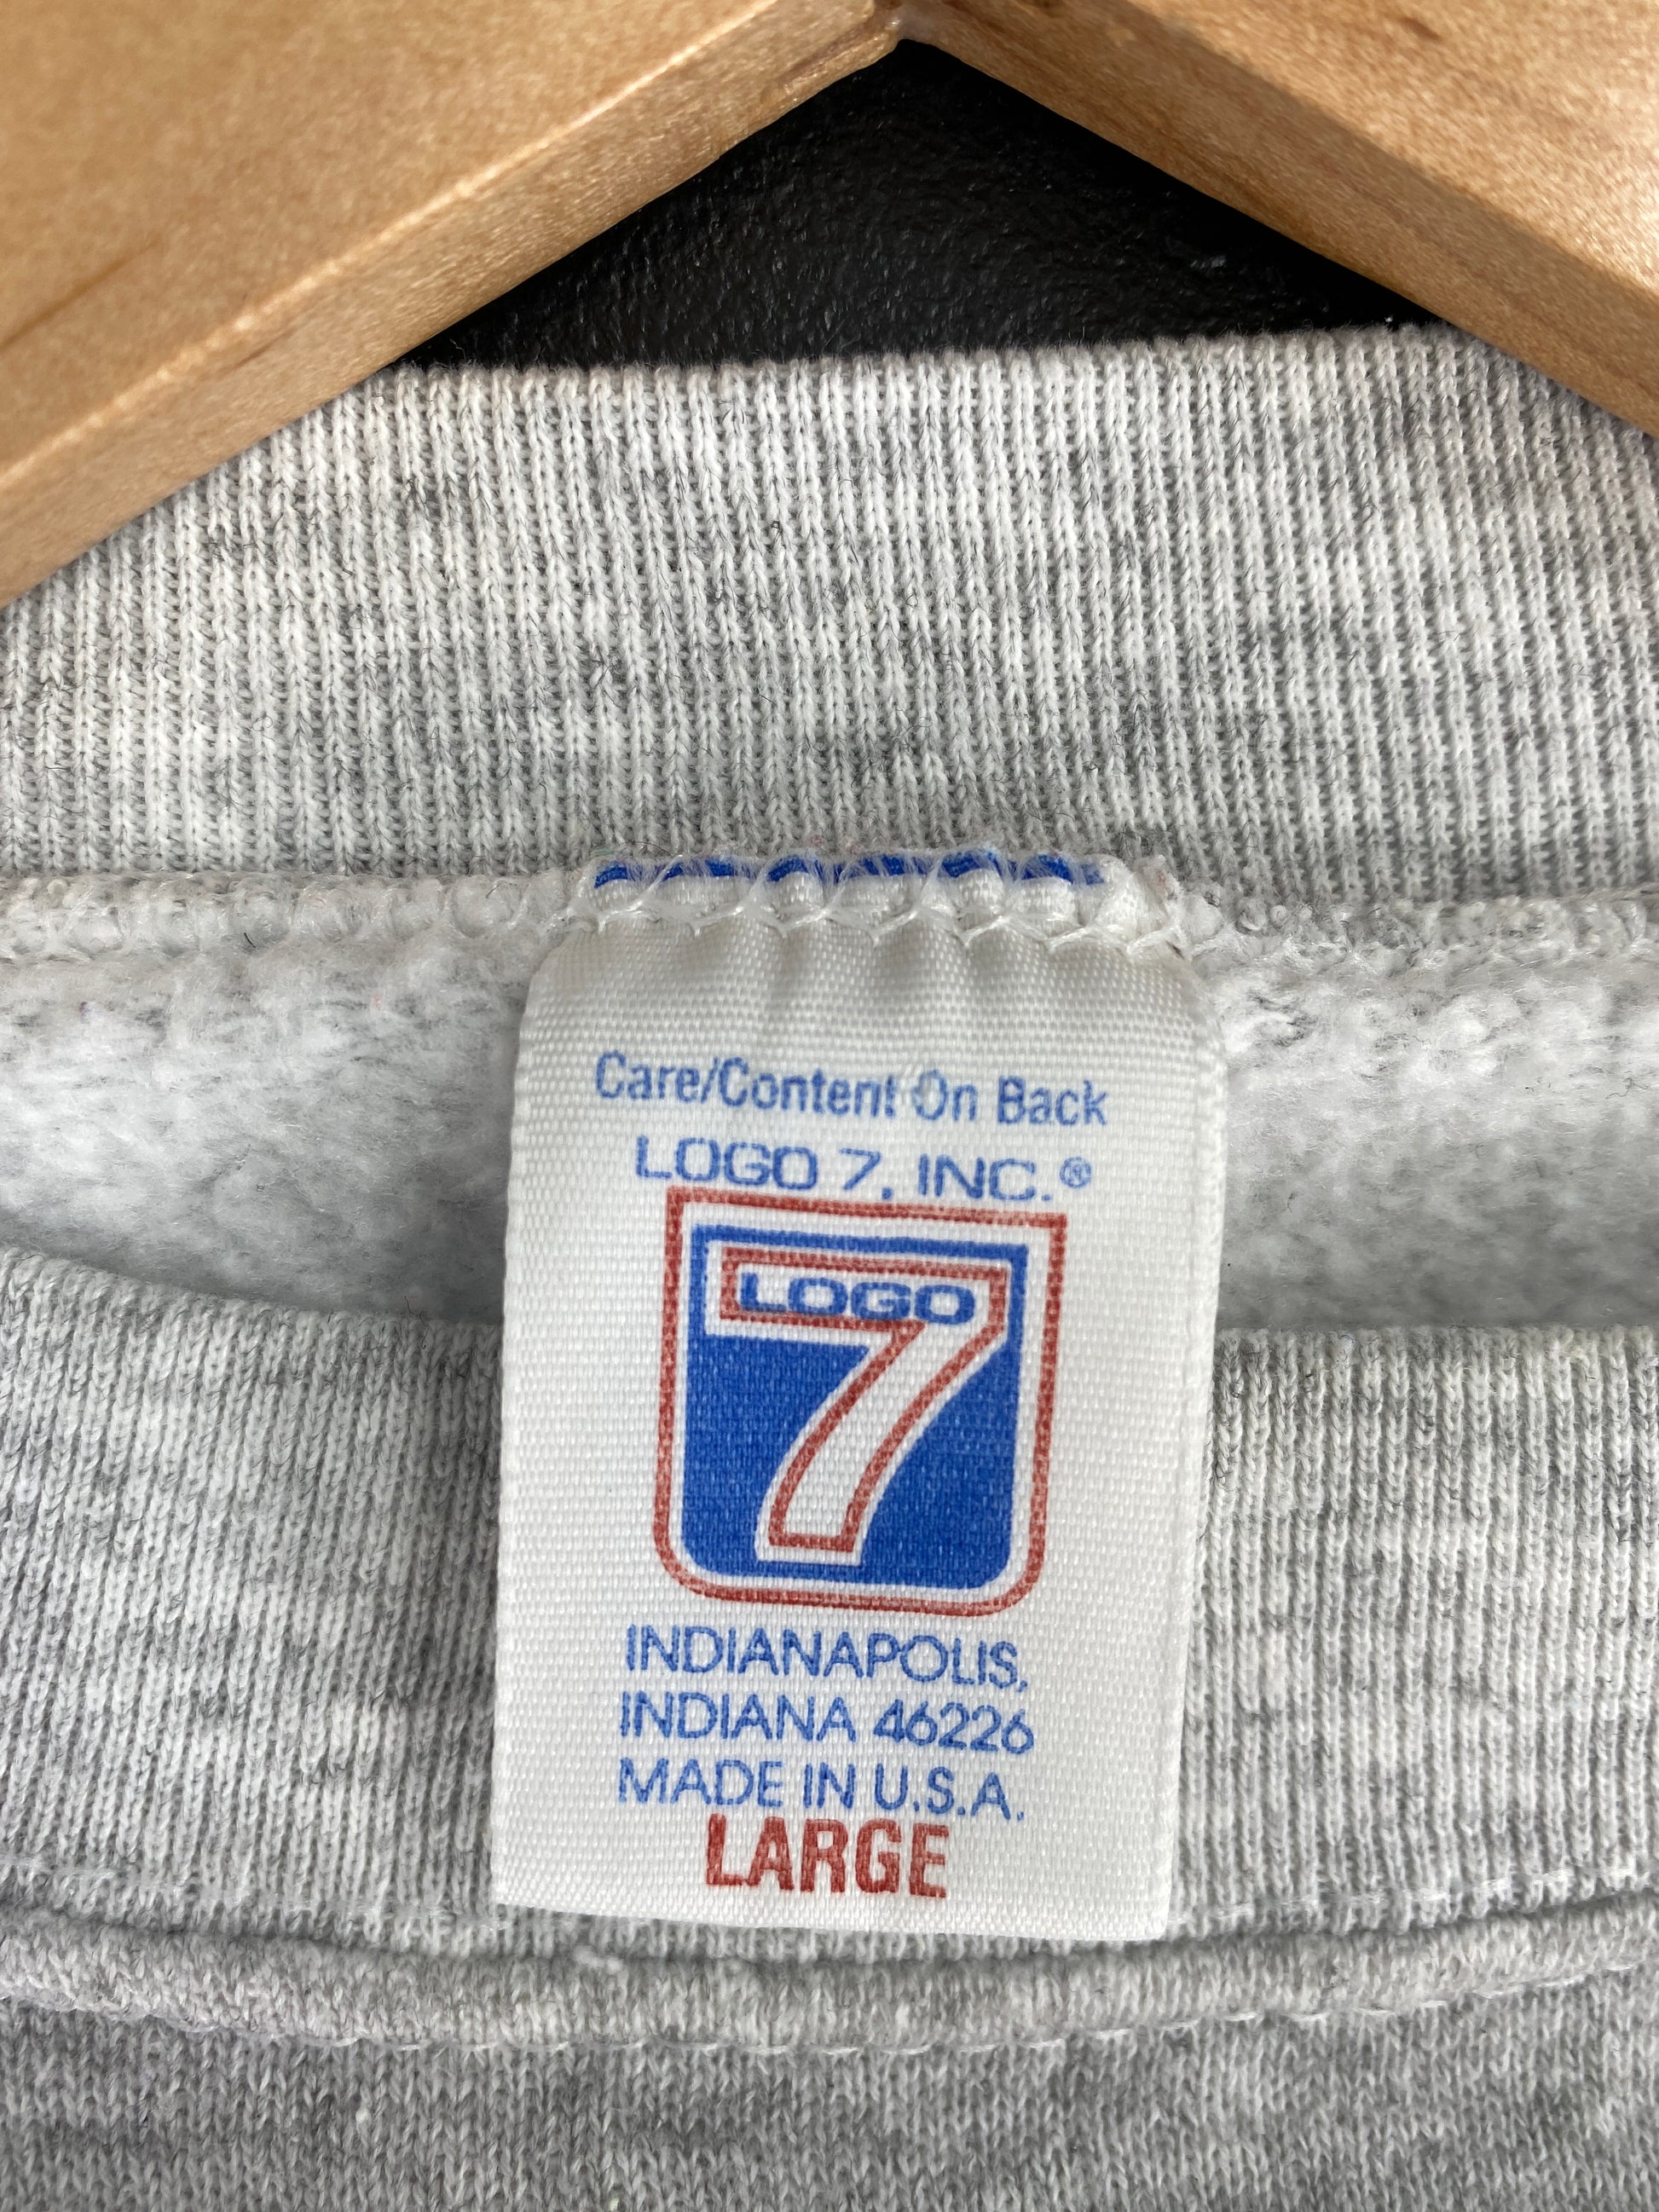 Care/Content On Back
LOGO 7, INC.®
LOGO
7
INDIANAPOLIS,
INDIANA 46226
MADE IN U.S.A.
LARGE